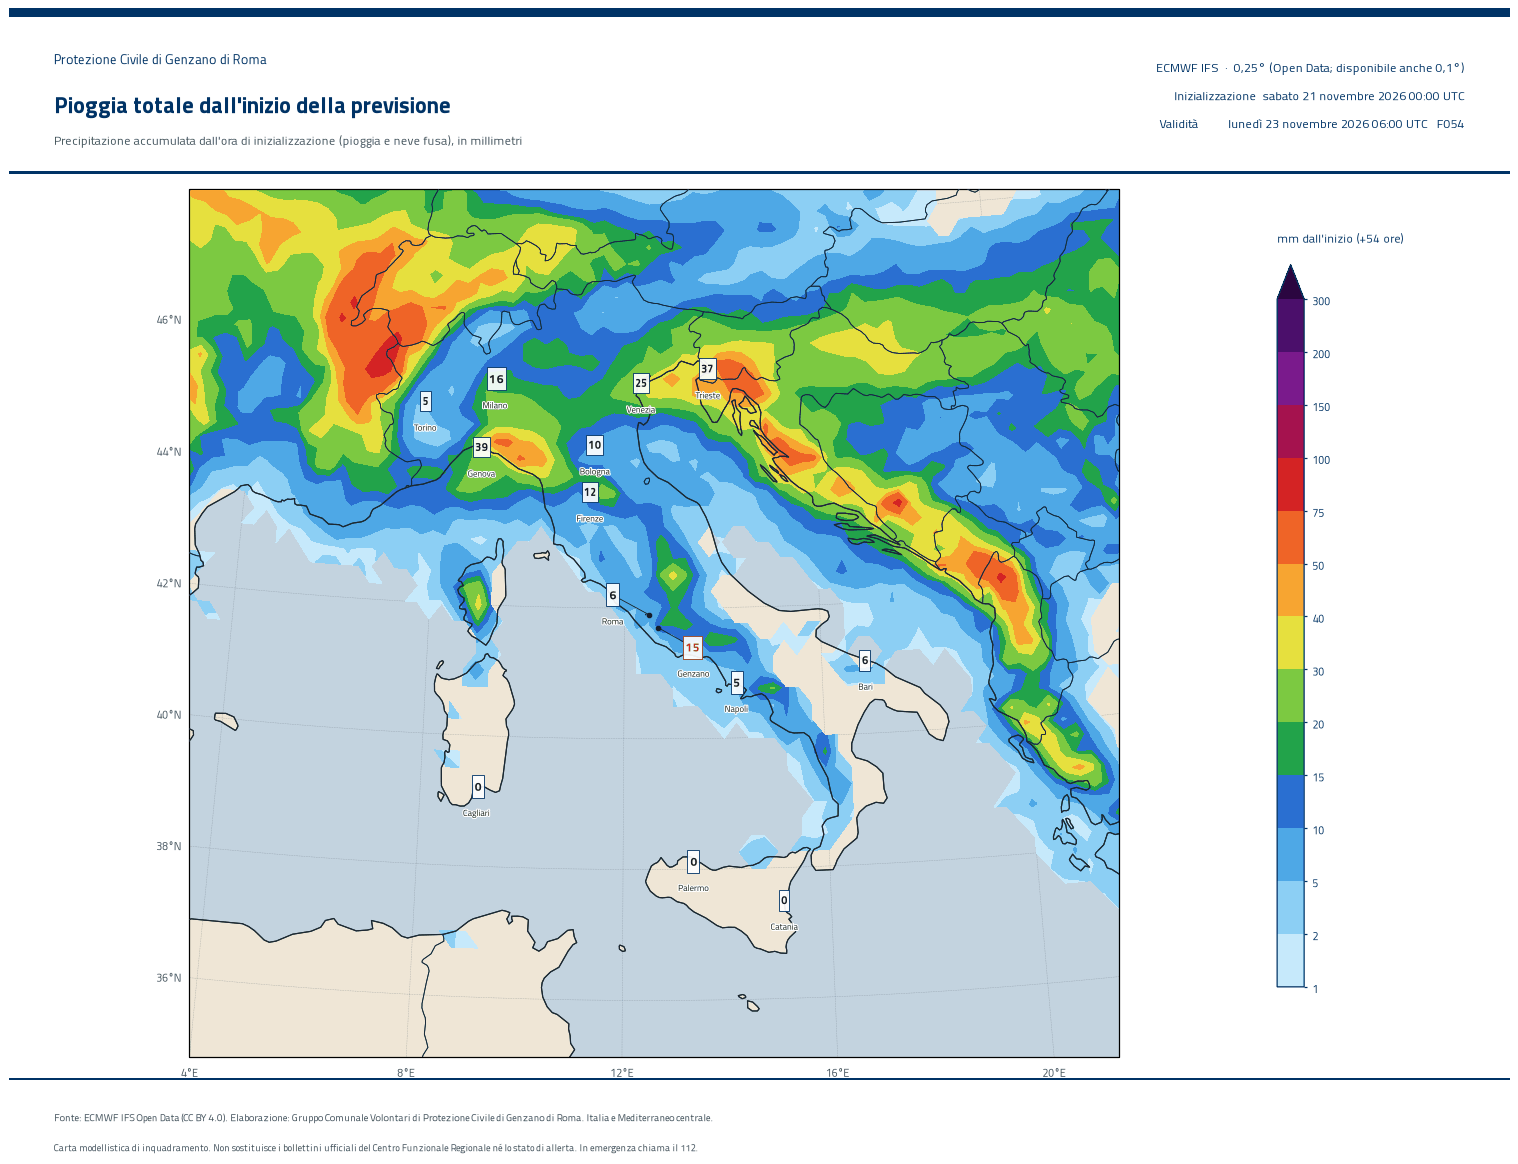 Protezione Civile di Genzano di Roma
Pioggia totale dall'inizio della previsione
Precipitazione accumulata dall'ora di inizializzazione (pioggia e neve fusa), in millimetri
ECMWF IFS · 0,25° (Open Data; disponibile anche 0,1°)
Inizializzazione sabato 21 novembre 2026 00:00 UTC
Validità lunedì 23 novembre 2026 06:00 UTC F054
mm dall'inizio (+54 ore)
300
200
150
100
75
50
40
30
20
15
10
5
2
1
46°N
44°N
42°N
40°N
38°N
36°N
4°E
8°E
12°E
16°E
20°E
37
Trieste
16
Milano
25
Venezia
5
Torino
39
Genova
10
Bologna
12
Firenze
6
Roma
15
Genzano
6
Bari
5
Napoli
0
Cagliari
0
Palermo
0
Catania
Fonte: ECMWF IFS Open Data (CC BY 4.0). Elaborazione: Gruppo Comunale Volontari di Protezione Civile di Genzano di Roma. Italia e Mediterraneo centrale.
Carta modellistica di inquadramento. Non sostituisce i bollettini ufficiali del Centro Funzionale Regionale né lo stato di allerta. In emergenza chiama il 112.